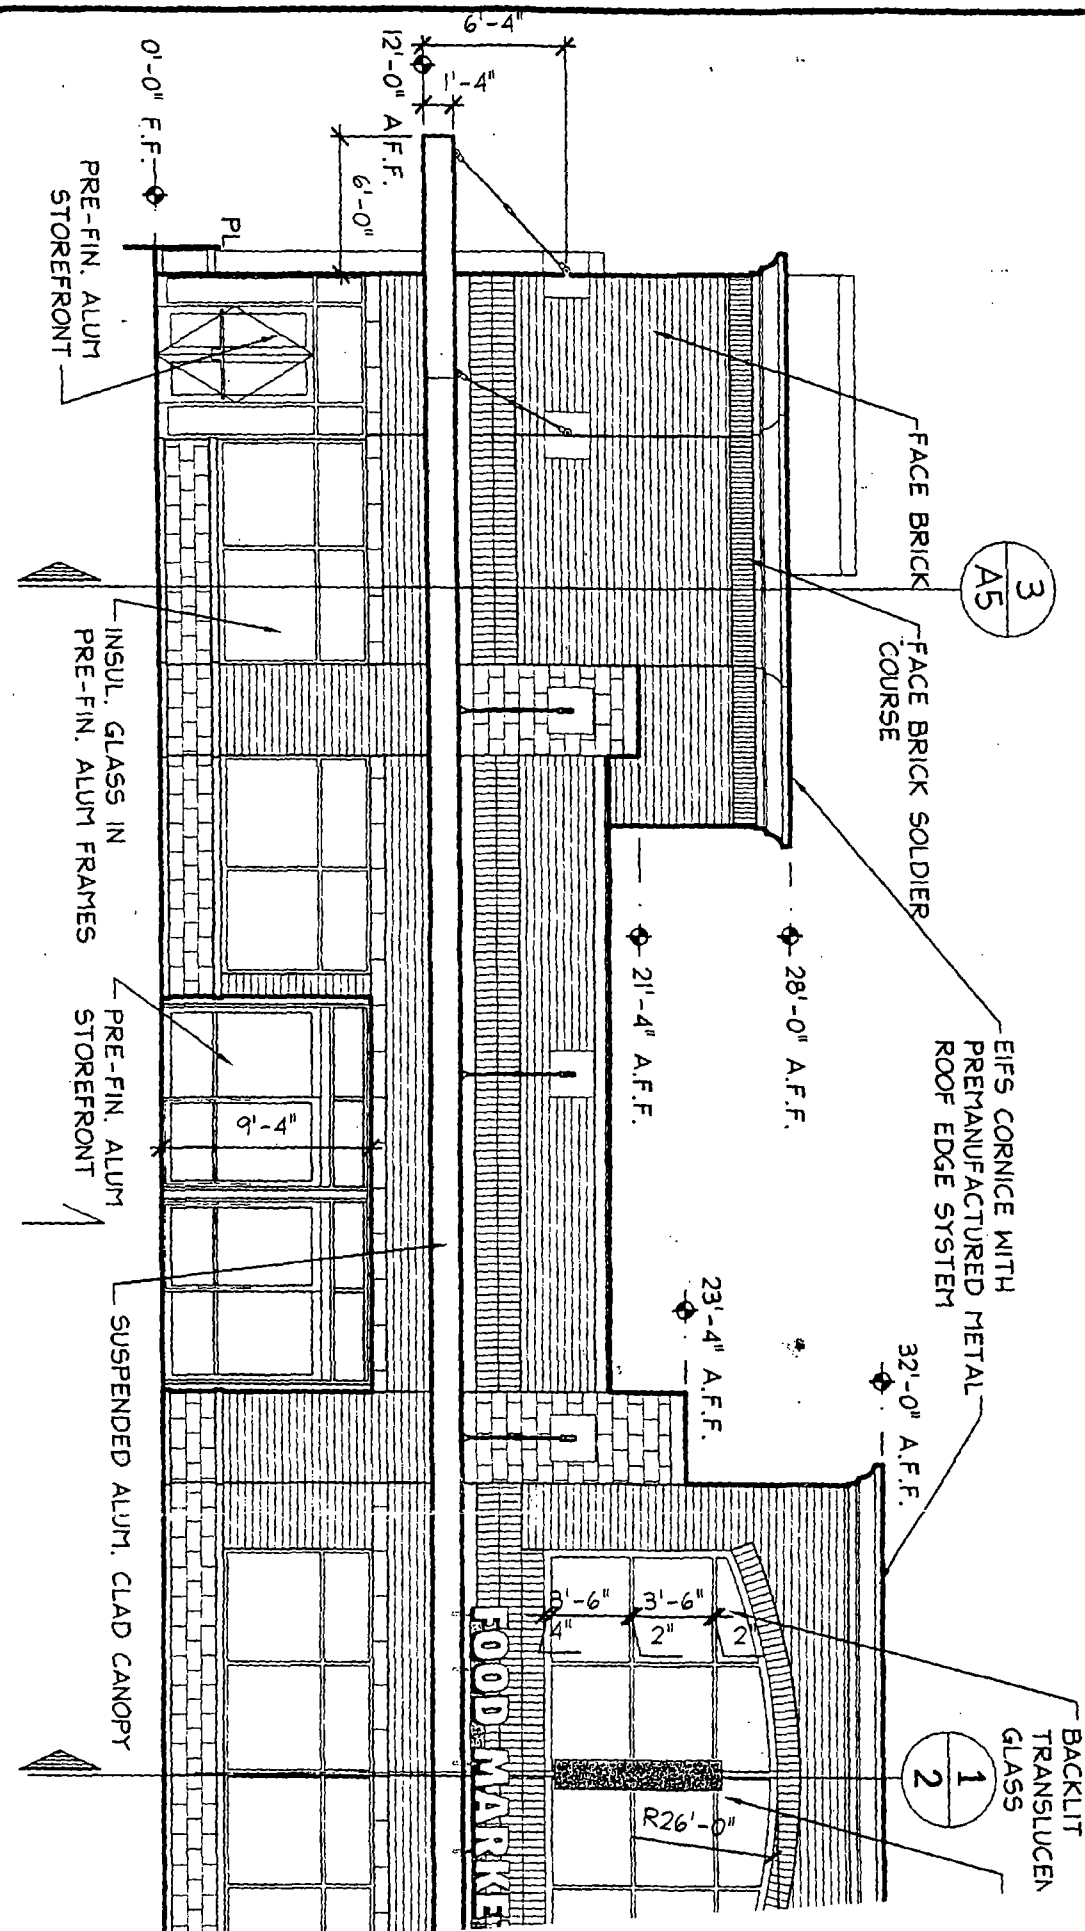 3
A5
1
2
BACKLIT
TRANSLUCEN
GLASS
EIFS CORNICE WITH
PREMANUFACTURED METAL
ROOF EDGE SYSTEM
FACE BRICK
FACE BRICK SOLDIER
COURSE
32'-0" A.F.F.
28'-0" A.F.F.
23'-4" A.F.F.
21'-4" A.F.F.
6'-4"
1'-4"
12'-0" A.F.F.
6'-0"
0'-0" F.F.
PL
3'-6"
3'-6"
4"
2"
2"
R26'-0"
FOOD MARKE
9'-4"
PRE-FIN. ALUM
STOREFRONT
INSUL. GLASS IN
PRE-FIN. ALUM FRAMES
PRE-FIN. ALUM
STOREFRONT
SUSPENDED ALUM. CLAD CANOPY